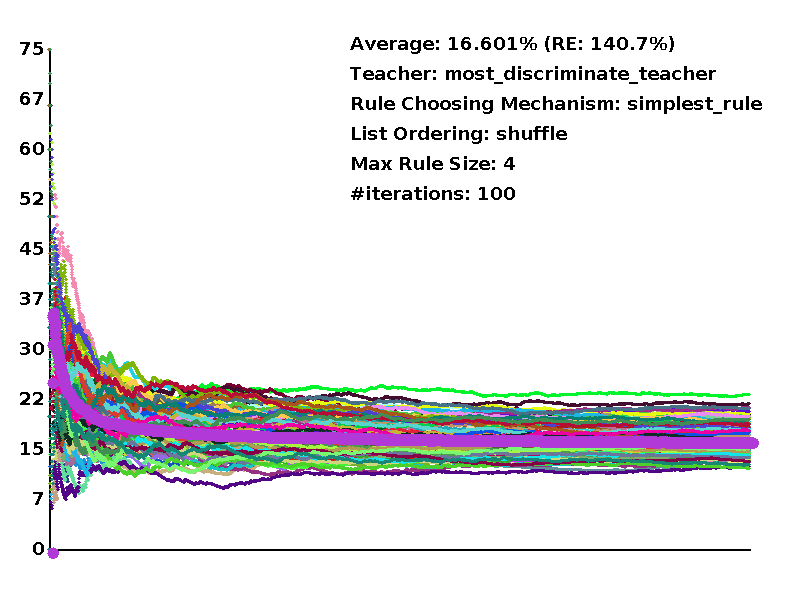 Average: 16.601% (RE: 140.7%)
Teacher: most_discriminate_teacher
Rule Choosing Mechanism: simplest_rule
List Ordering: shuffle
Max Rule Size: 4
#iterations: 100
75
67
60
52
45
37
30
22
15
7
0